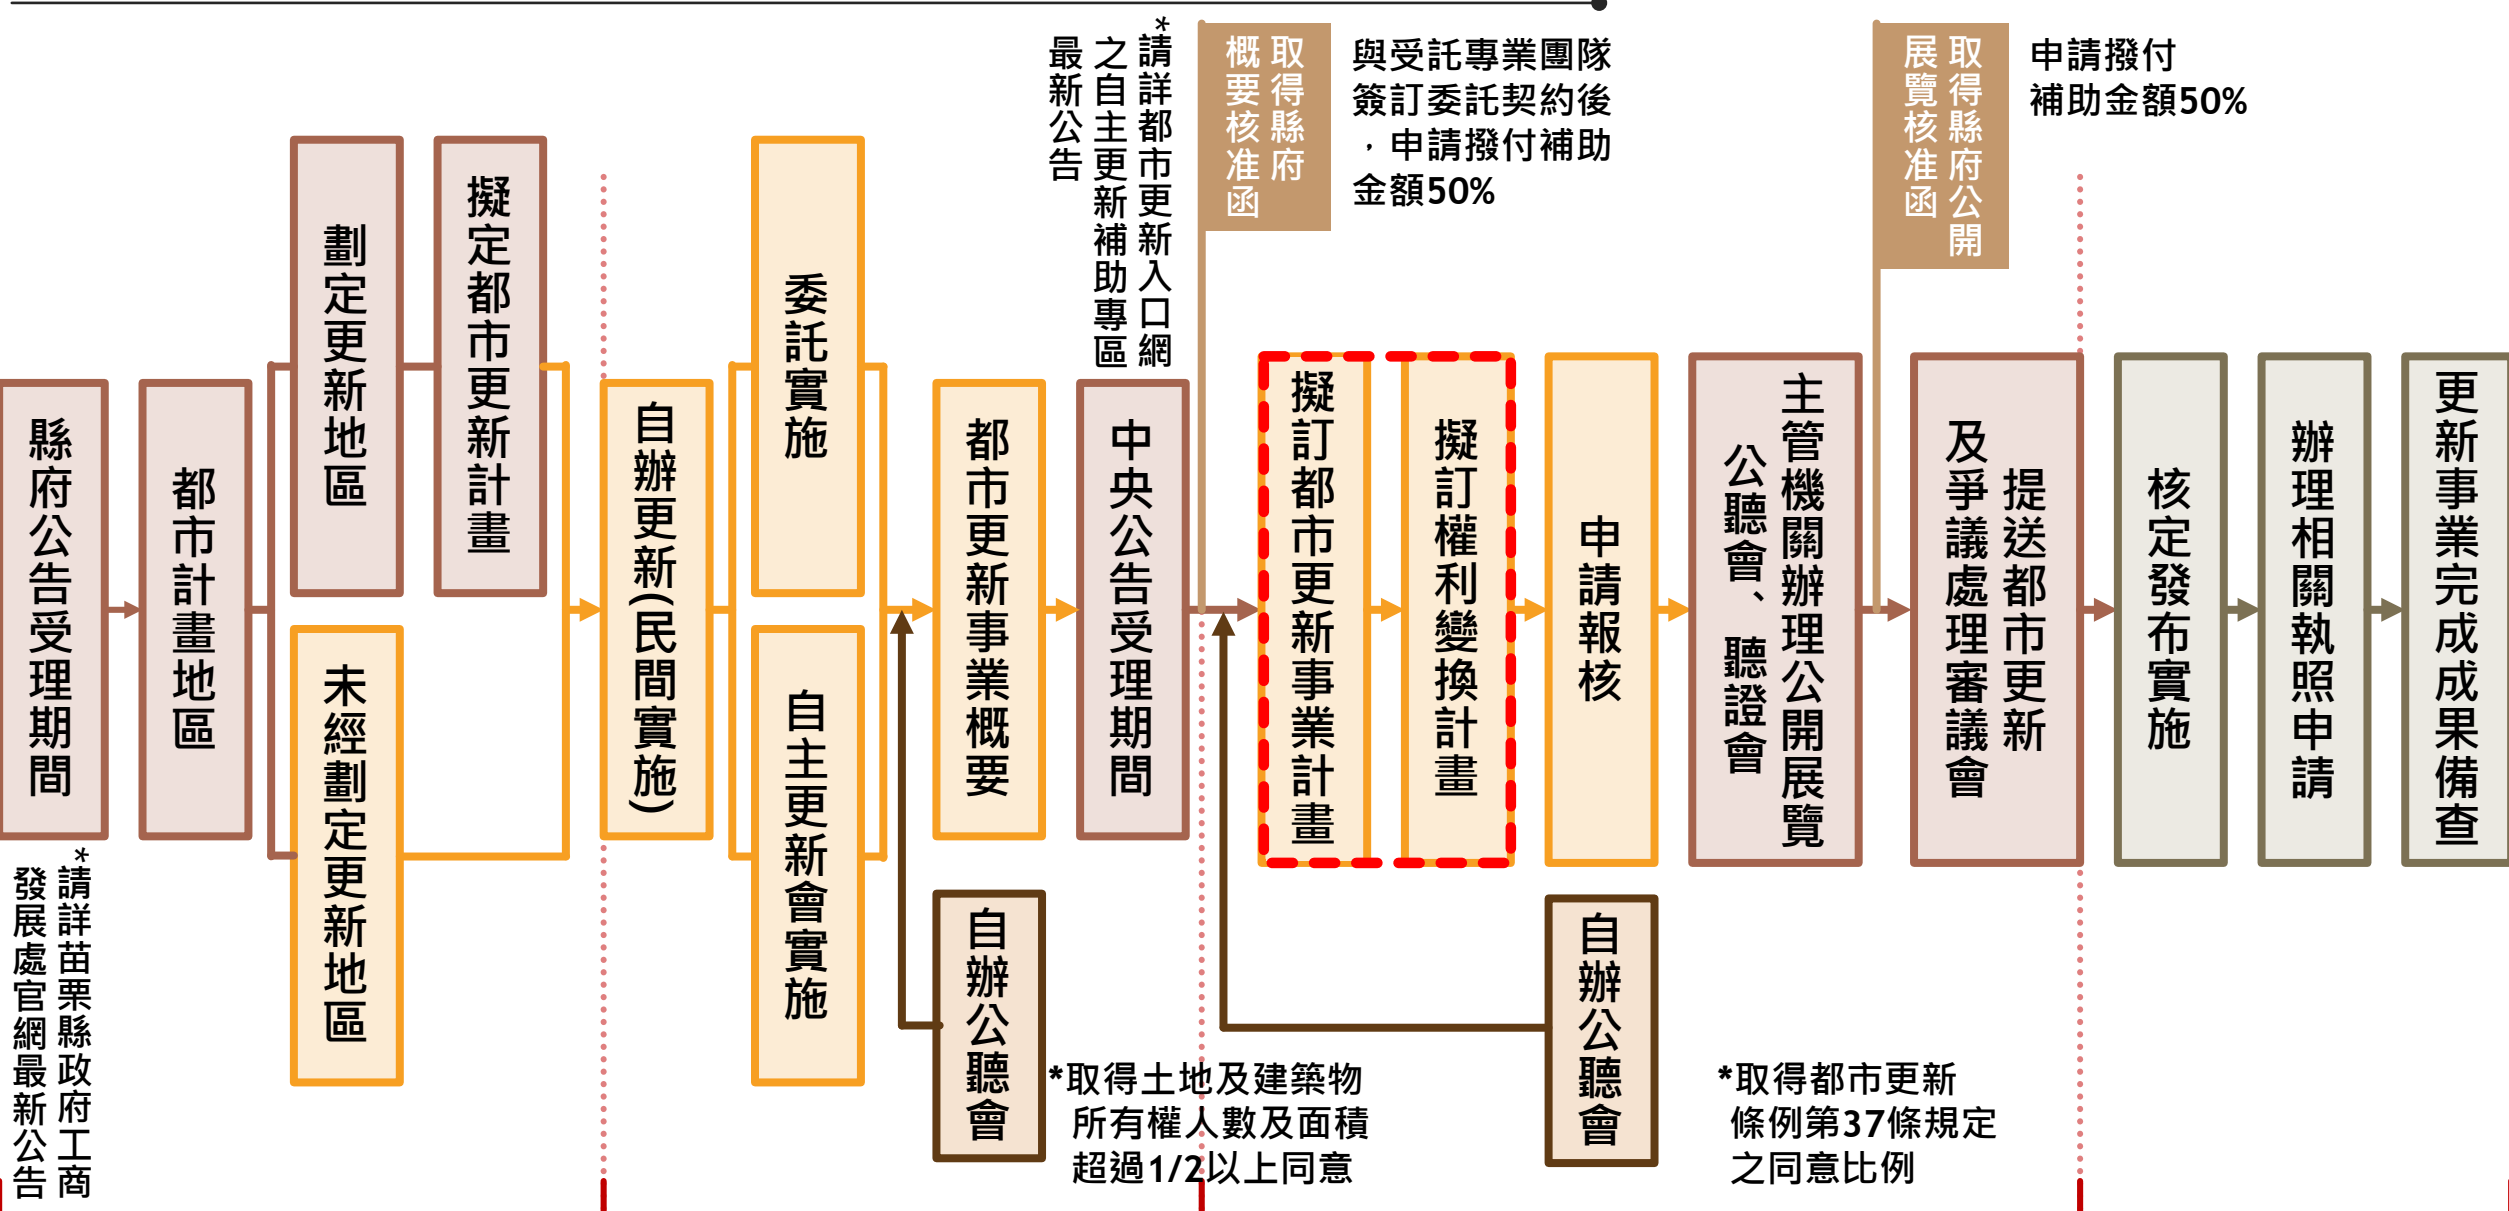 縣府公告受理期間
*請詳苗栗縣政府工商
發展處官網最新公告
都市計畫地區
劃定更新地區
擬定都市更新計畫
未經劃定更新地區
自辦更新(民間實施)
委託實施
自主更新會實施
都市更新事業概要
自辦公聽會
*取得土地及建築物
所有權人數及面積
超過1/2以上同意
中央公告受理期間
*請詳都市更新入口網
之自主更新補助專區
最新公告
取得縣府
概要核准函
與受託專業團隊
簽訂委託契約後
，申請撥付補助
金額50%
擬訂都市更新事業計畫
擬訂權利變換計畫
申請報核
自辦公聽會
*取得都市更新
條例第37條規定
之同意比例
主管機關辦理公開展覽
公聽會、聽證會
取得縣府公開
展覽核准函
申請撥付
補助金額50%
提送都市更新
及爭議處理審議會
核定發布實施
辦理相關執照申請
更新事業完成成果備查